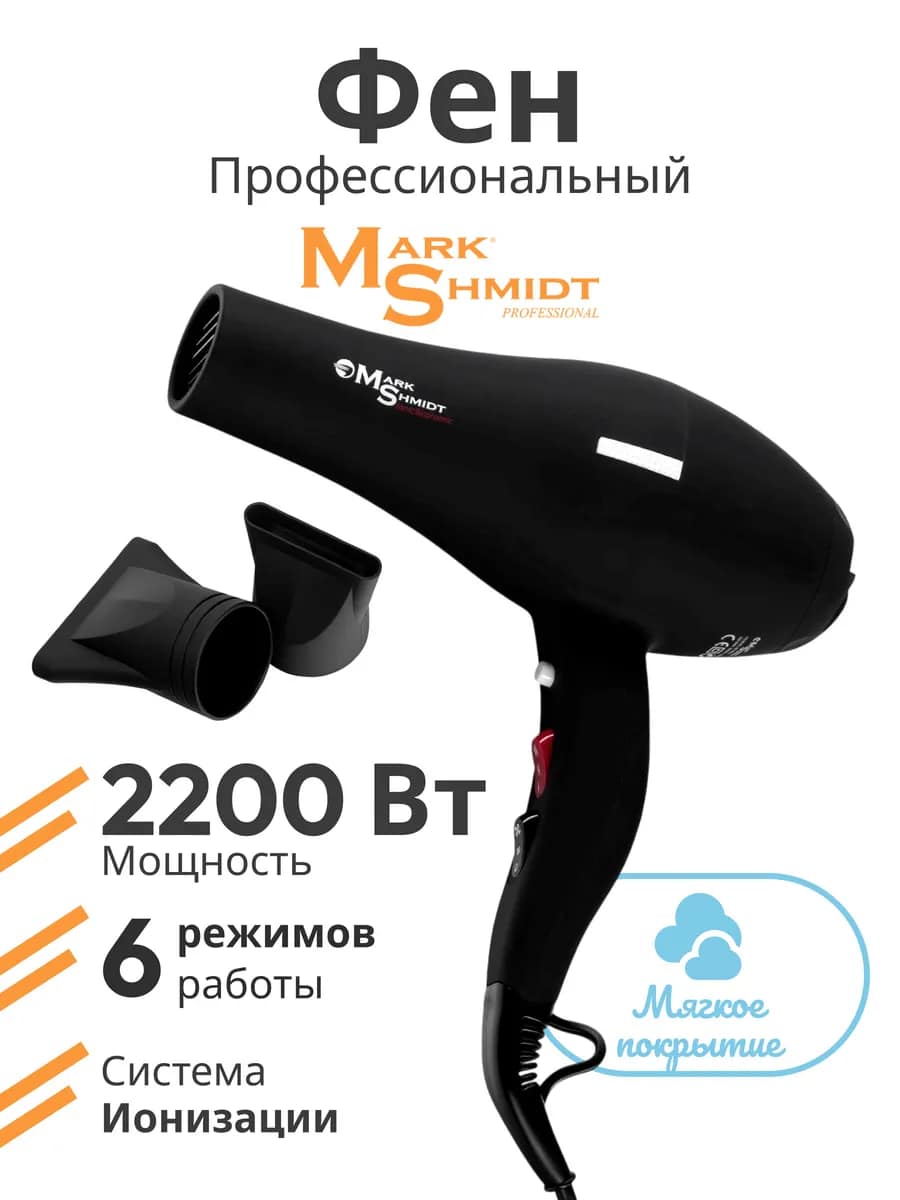 Фен
Профессиональный
MARK®
SHMIDT
PROFESSIONAL
MARK
SHMIDT
2200 Вт
Мощность
6 режимов
работы
Система
Ионизации
Мягкое
покрытие